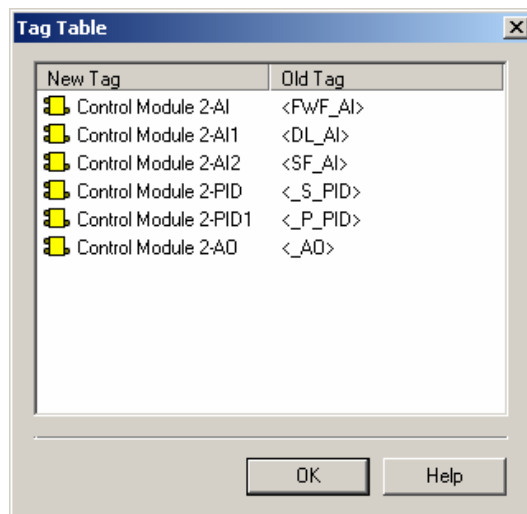 Tag Table
New Tag Old Tag
Control Module 2-AI <FWF_AI>
Control Module 2-AI1 <DL_AI>
Control Module 2-AI2 <SF_AI>
Control Module 2-PID <_S_PID>
Control Module 2-PID1 <_P_PID>
Control Module 2-AO <_AO>
OK Help